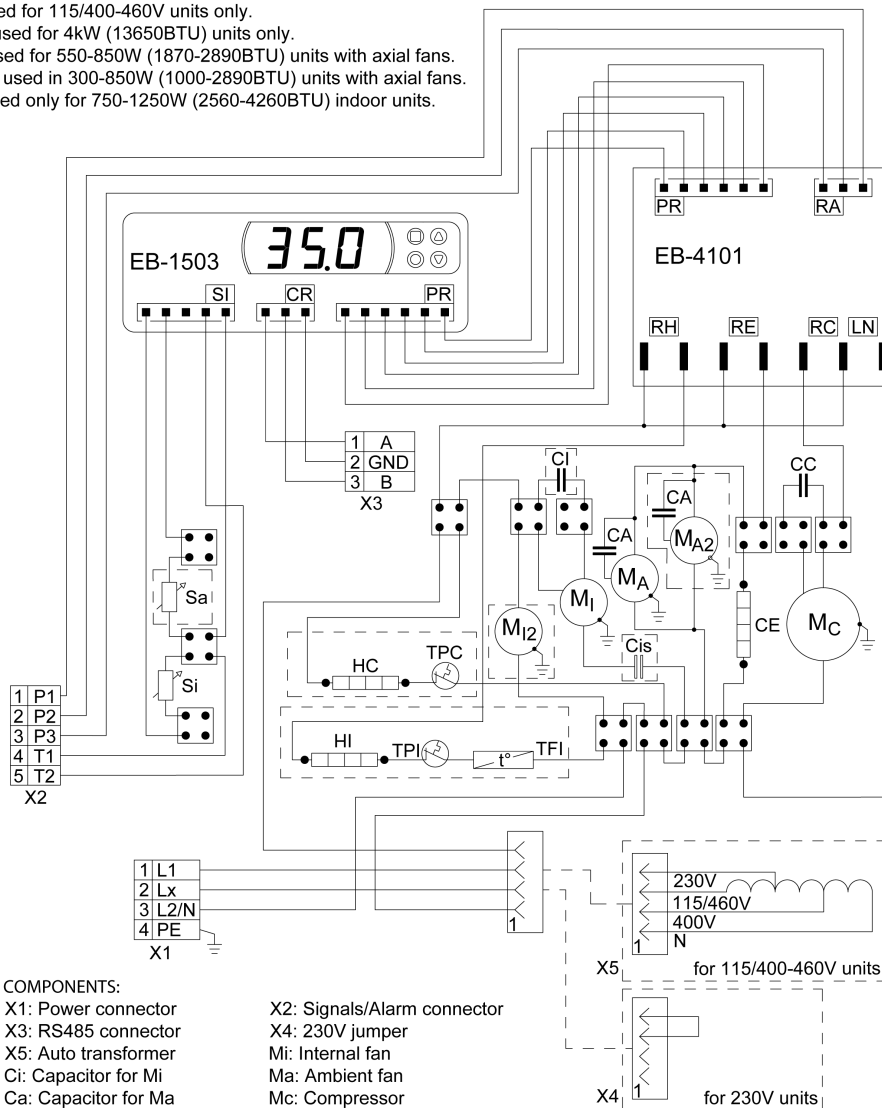 for 115/400-460V units only.
used for 4kW (13650BTU) units only.
for 550-850W (1870-2890BTU) units with axial fans.
used in 300-850W (1000-2890BTU) units with axial fans.
only for 750-1250W (2560-4260BTU) indoor units.
PR
RA
EB-4101
EB-1503
35.0
SI
CR
PR
RH
RE
RC
LN
1 A
2 GND
3 B
X3
CI
CA
CA
CC
MA2
MA
MI
MI2
CE
MC
Sa
Si
HC
TPC
Cis
HI
TPI
t°
TFI
1 P1
2 P2
3 P3
4 T1
5 T2
X2
1 L1
2 Lx
3 L2/N
4 PE
X1
1
230V
115/460V
400V
N
1
X5
for 115/400-460V units
X4
1
for 230V units
COMPONENTS:
X1: Power connector
X2: Signals/Alarm connector
X3: RS485 connector
X4: 230V jumper
X5: Auto transformer
Mi: Internal fan
Ci: Capacitor for Mi
Ma: Ambient fan
Ca: Capacitor for Ma
Mc: Compressor